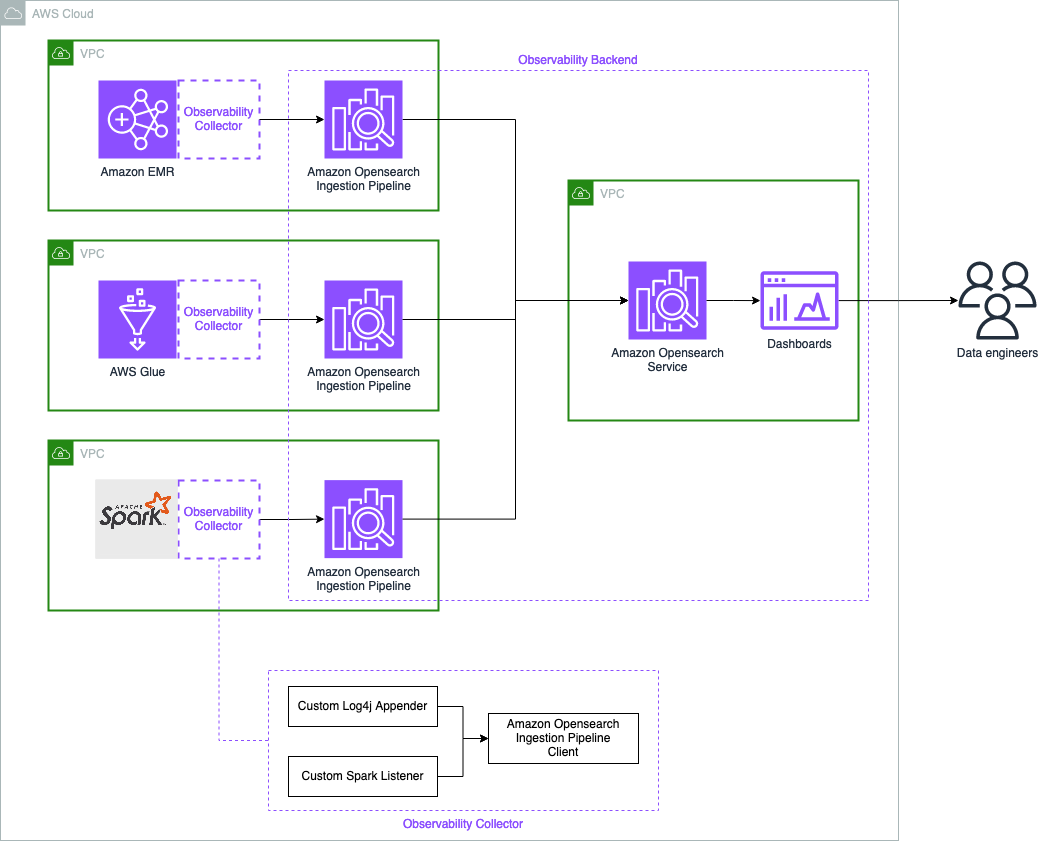 AWS Cloud
VPC
Observability Backend
Observability
Collector
Amazon EMR
Amazon Opensearch
Ingestion Pipeline
VPC
Observability
Collector
AWS Glue
Amazon Opensearch
Ingestion Pipeline
VPC
Amazon Opensearch
Service
Dashboards
Data engineers
VPC
APACHE
Spark
Observability
Collector
Amazon Opensearch
Ingestion Pipeline
Custom Log4j Appender
Custom Spark Listener
Amazon Opensearch
Ingestion Pipeline
Client
Observability Collector